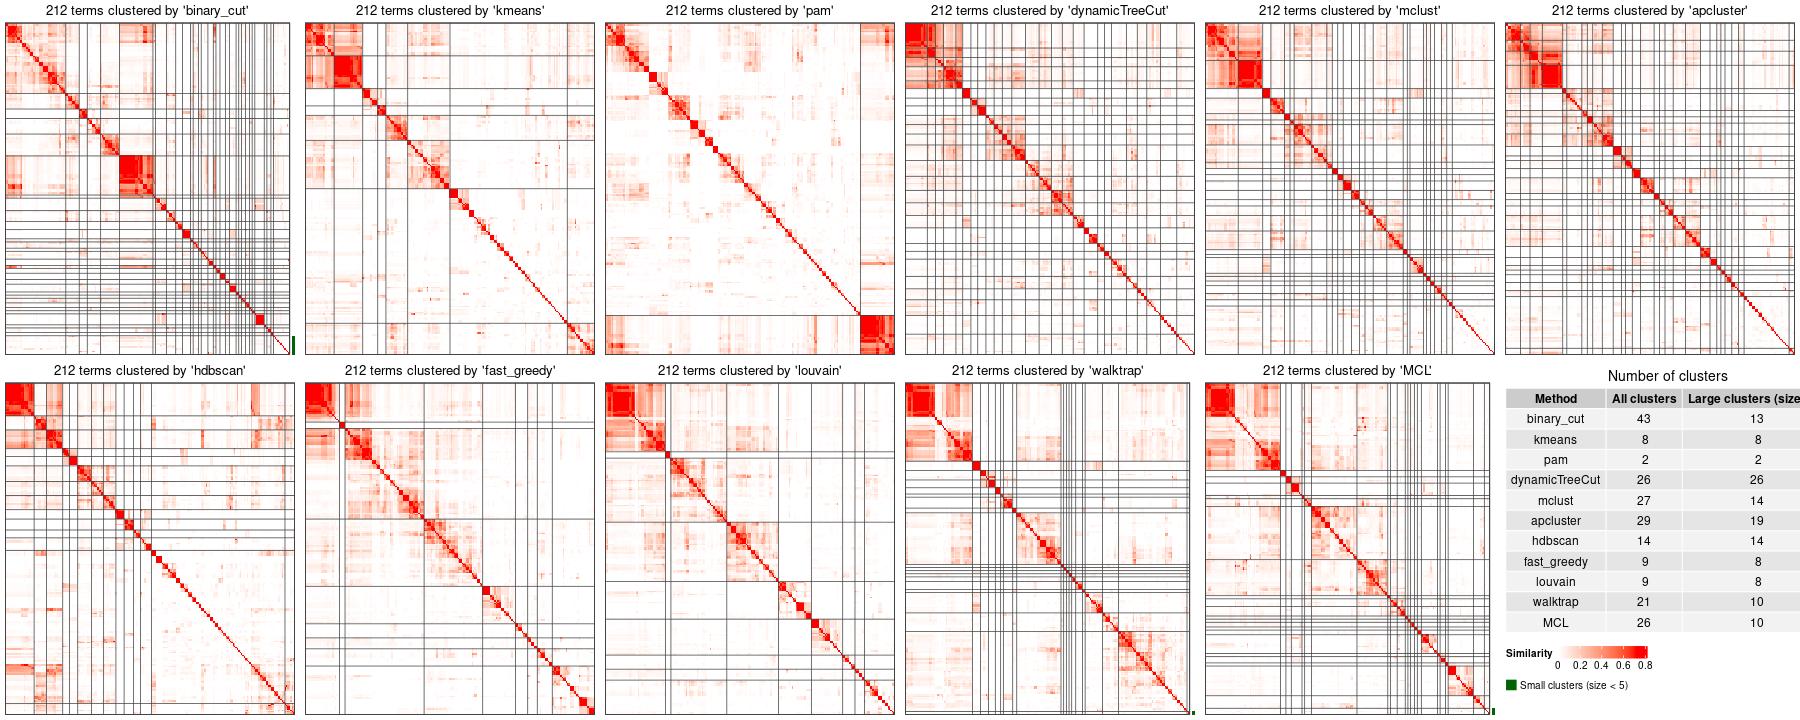 212 terms clustered by 'binary_cut'
212 terms clustered by 'kmeans'
212 terms clustered by 'pam'
212 terms clustered by 'dynamicTreeCut'
212 terms clustered by 'mclust'
212 terms clustered by 'apcluster'
212 terms clustered by 'hdbscan'
212 terms clustered by 'fast_greedy'
212 terms clustered by 'louvain'
212 terms clustered by 'walktrap'
212 terms clustered by 'MCL'
Number of clusters
Method All clusters Large clusters (size
binary_cut 43 13
kmeans 8 8
pam 2 2
dynamicTreeCut 26 26
mclust 27 14
apcluster 29 19
hdbscan 14 14
fast_greedy 9 8
louvain 9 8
walktrap 21 10
MCL 26 10
Similarity
0 0.2 0.4 0.6 0.8
Small clusters (size < 5)